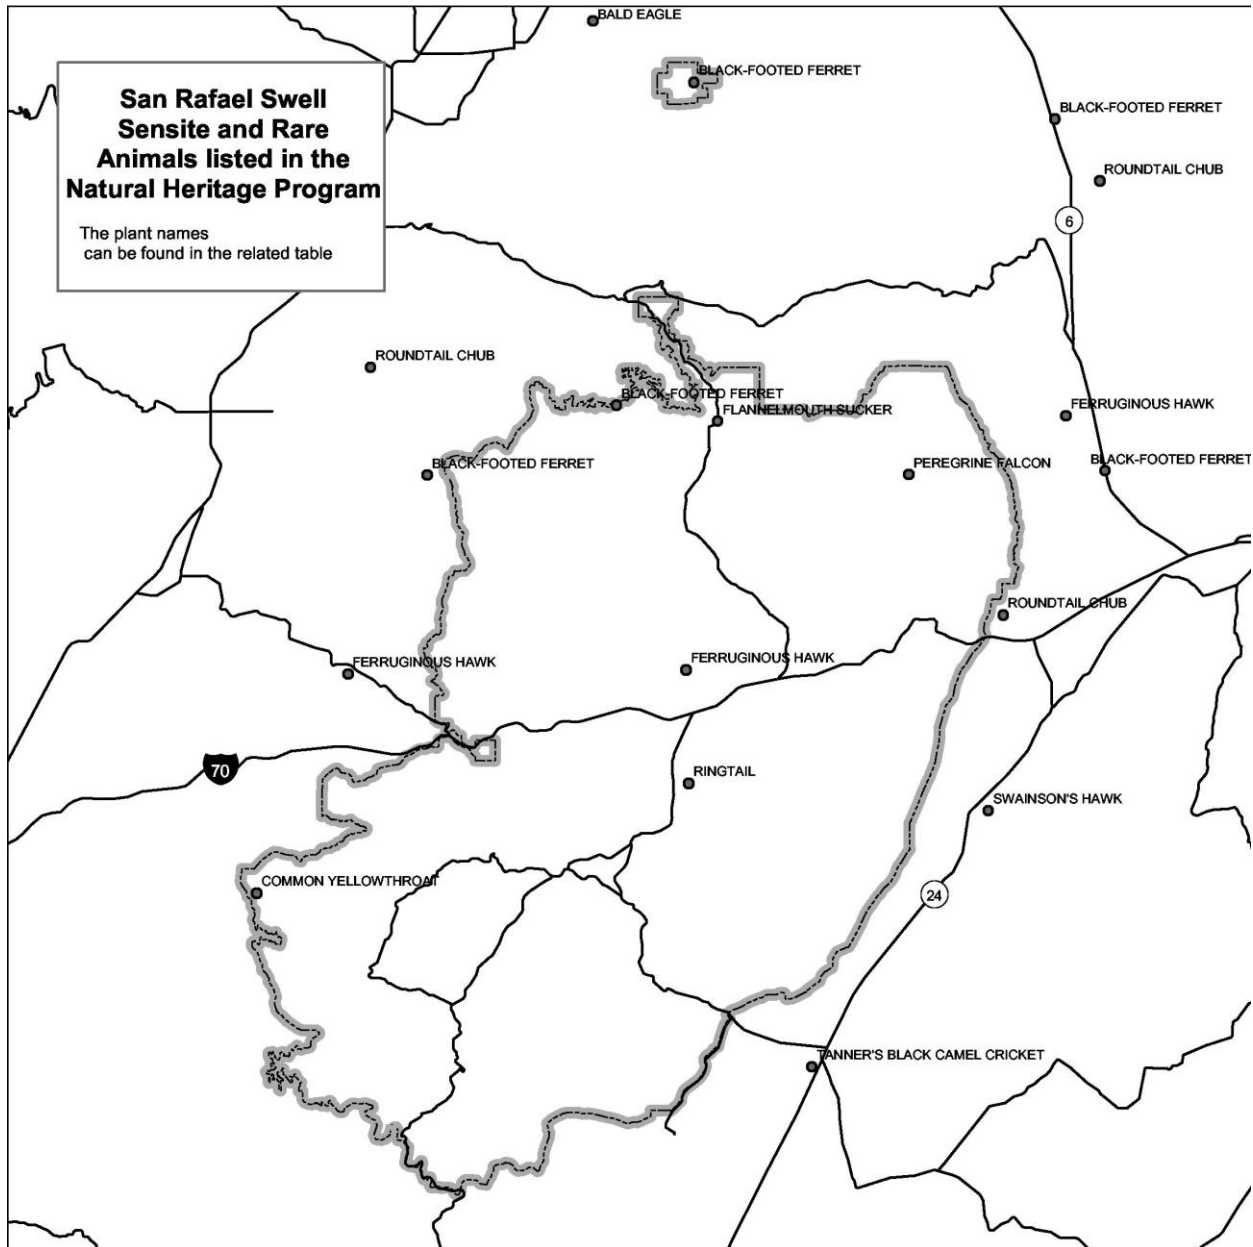 BALD EAGLE
BLACK-FOOTED FERRET
San Rafael Swell
Sensite and Rare
Animals listed in the
Natural Heritage Program
The plant names
can be found in the related table
BLACK-FOOTED FERRET
ROUNDTAIL CHUB
6
ROUNDTAIL CHUB
BLACK-FOOTED FERRET
FLANNELMOUTH SUCKER
FERRUGINOUS HAWK
BLACK-FOOTED FERRET
PEREGRINE FALCON
BLACK-FOOTED FERRET
ROUNDTAIL CHUB
FERRUGINOUS HAWK
FERRUGINOUS HAWK
70
RINGTAIL
SWAINSON'S HAWK
COMMON YELLOWTHROAT
24
TANNER'S BLACK CAMEL CRICKET